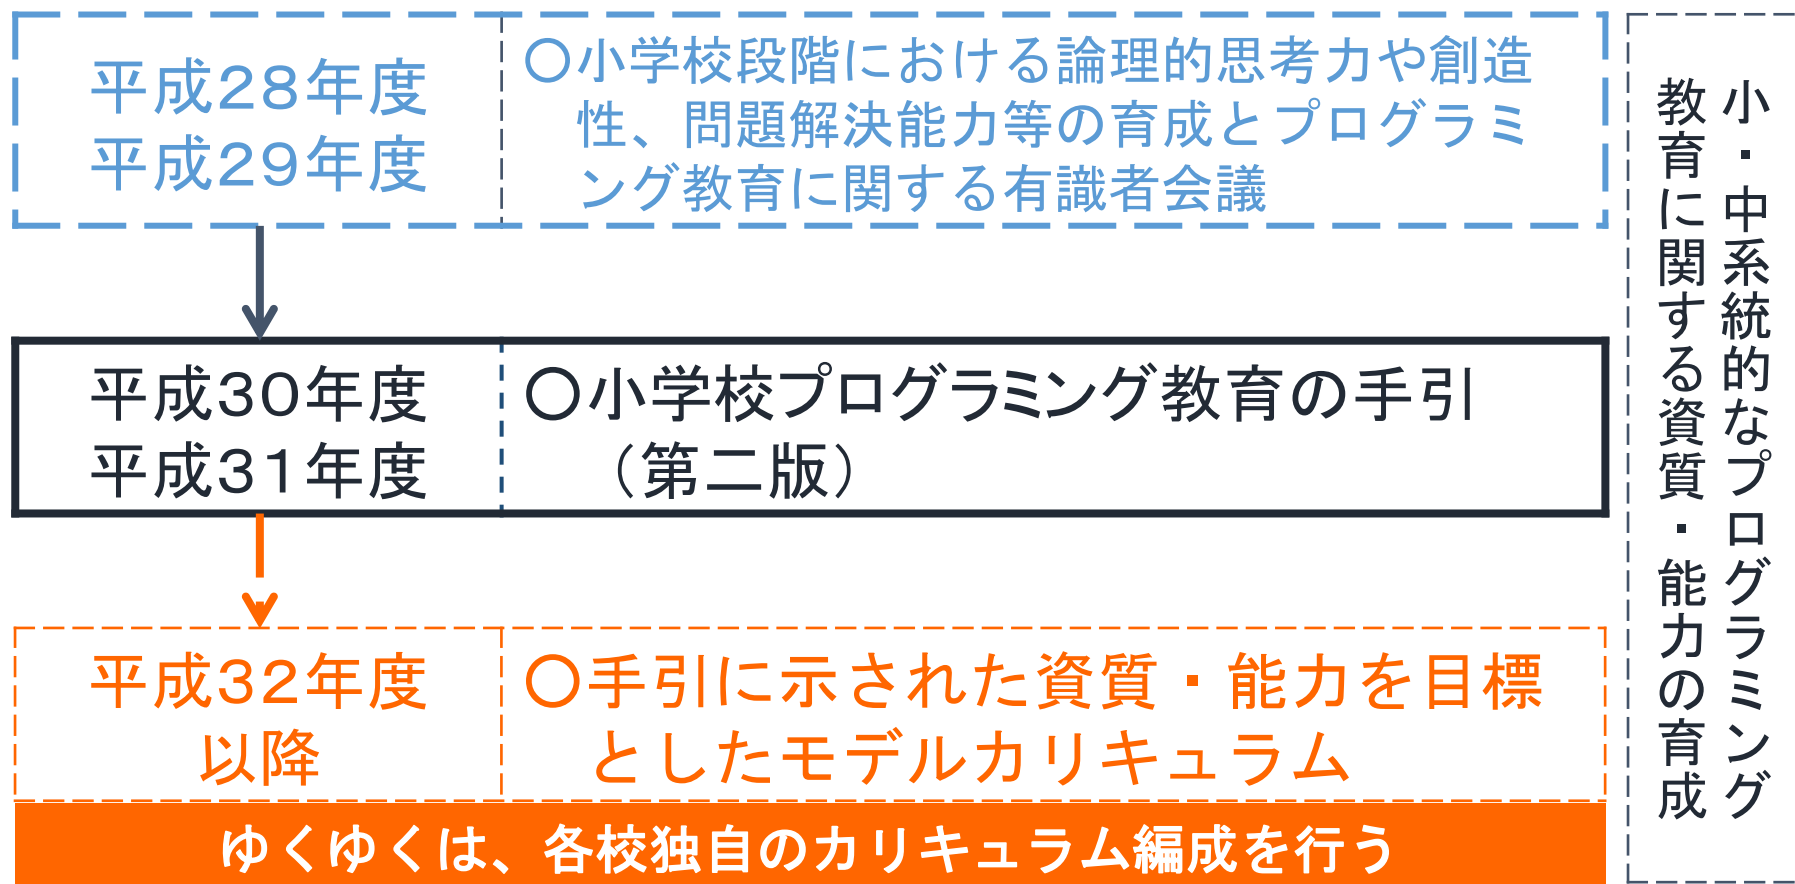 平成28年度
平成29年度
〇小学校段階における論理的思考力や創造
性、問題解決能力等の育成とプログラミ
ング教育に関する有識者会議
平成30年度
平成31年度
〇小学校プログラミング教育の手引
（第二版）
平成32年度
以降
〇手引に示された資質・能力を目標
としたモデルカリキュラム
ゆくゆくは、各校独自のカリキュラム編成を行う
小・中系統的なプログラミング
教育に関する資質・能力の育成